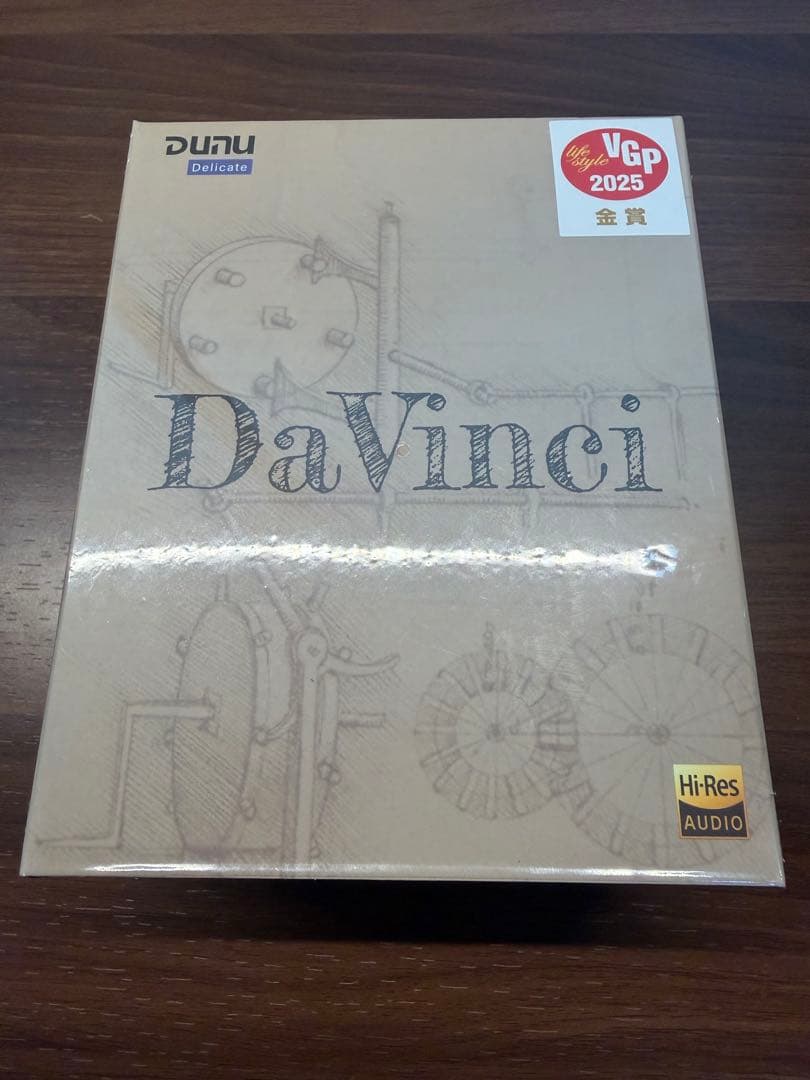 DUNU
Delicate
life style VGP
2025
金賞
DaVinci
Hi-Res
AUDIO